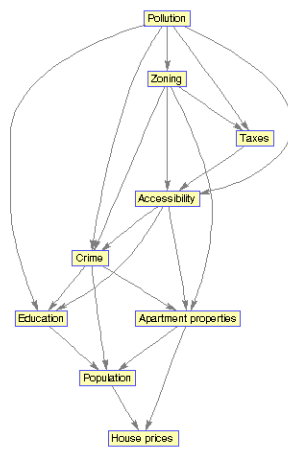 Pollution
Zoning
Taxes
Accessibility
Crime
Education
Apartment properties
Population
House prices